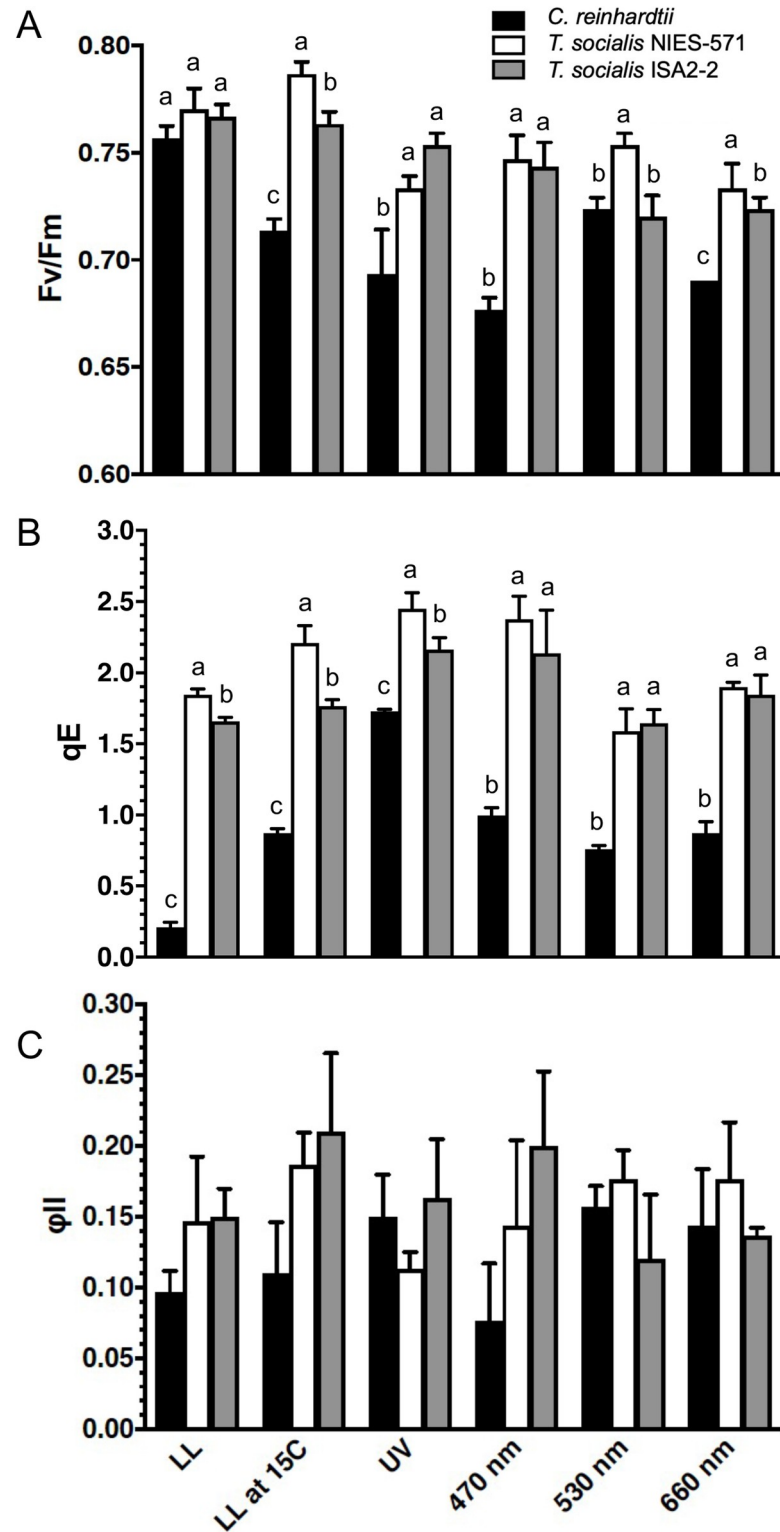 A
C. reinhardtii
T. socialis NIES-571
T. socialis ISA2-2
0.80
0.75
0.70
0.65
0.60
Fv/Fm
a a a
c a b
b a a
b a a
b a b
c a b
B
3.0
2.5
2.0
1.5
1.0
0.5
0.0
qE
c a b
c a b
c a b
b a a
b a a
b a a
C
0.30
0.25
0.20
0.15
0.10
0.05
0.00
φII
LL
LL at 15C
UV
470 nm
530 nm
660 nm